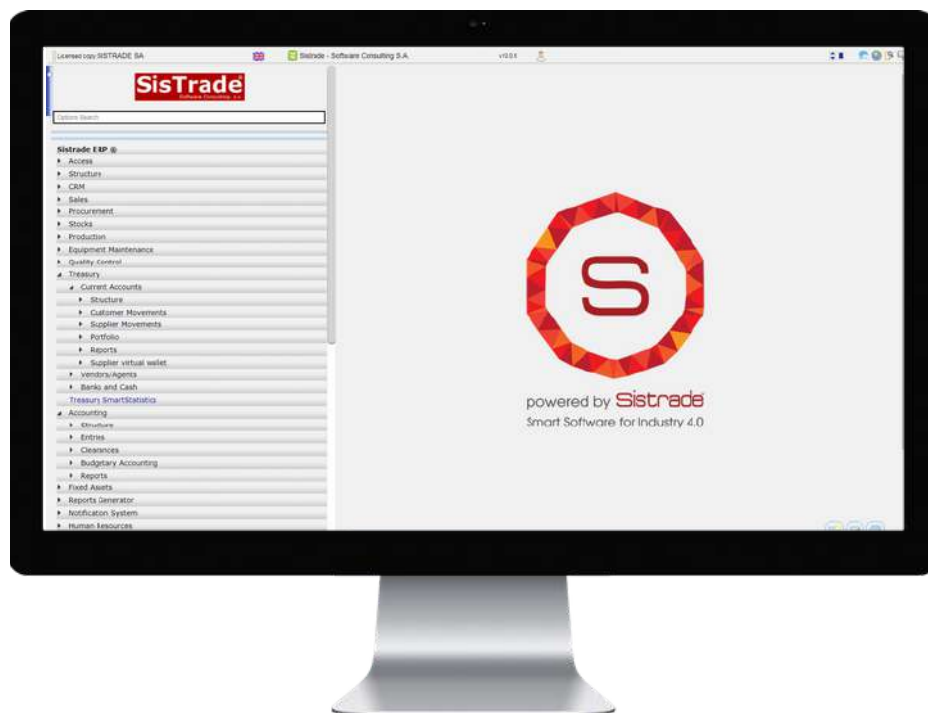 Licensed copy SISTRADE SA
Sistrade - Software Consulting S.A.
SisTrade
Software Consulting, S.A.
Options Search
Sistrade ERP
Access
Structure
CRM
Sales
Procurement
Stocks
Production
Equipment Maintenance
Quality Control
Treasury
Current Accounts
Structure
Customer Movements
Supplier Movements
Portfolio
Reports
Supplier virtual wallet
Vendors/Agents
Banks and Cash
Treasury SmartStatistics
Accounting
Structure
Entries
Clearances
Budgetary Accounting
Reports
Fixed Assets
Reports Generator
Notification System
Human Resources
S
powered by Sistrade
Smart Software for Industry 4.0